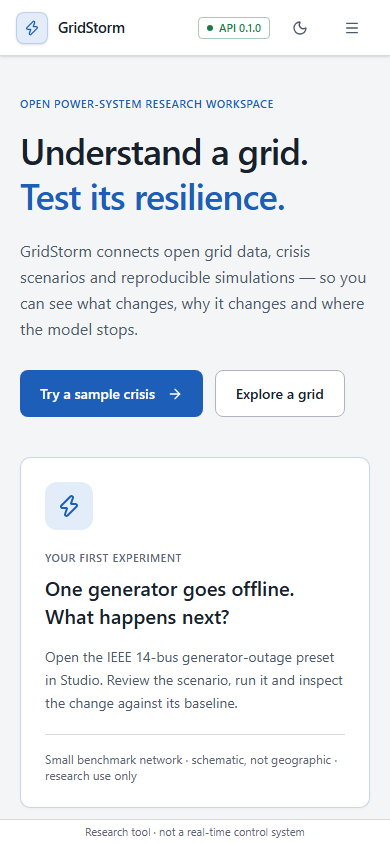 GridStorm
API 0.1.0
OPEN POWER-SYSTEM RESEARCH WORKSPACE
Understand a grid.
Test its resilience.
GridStorm connects open grid data, crisis
scenarios and reproducible simulations — so you
can see what changes, why it changes and where
the model stops.
Try a sample crisis
Explore a grid
YOUR FIRST EXPERIMENT
One generator goes offline.
What happens next?
Open the IEEE 14-bus generator-outage preset
in Studio. Review the scenario, run it and inspect
the change against its baseline.
Small benchmark network · schematic, not geographic ·
research use only
Research tool · not a real-time control system